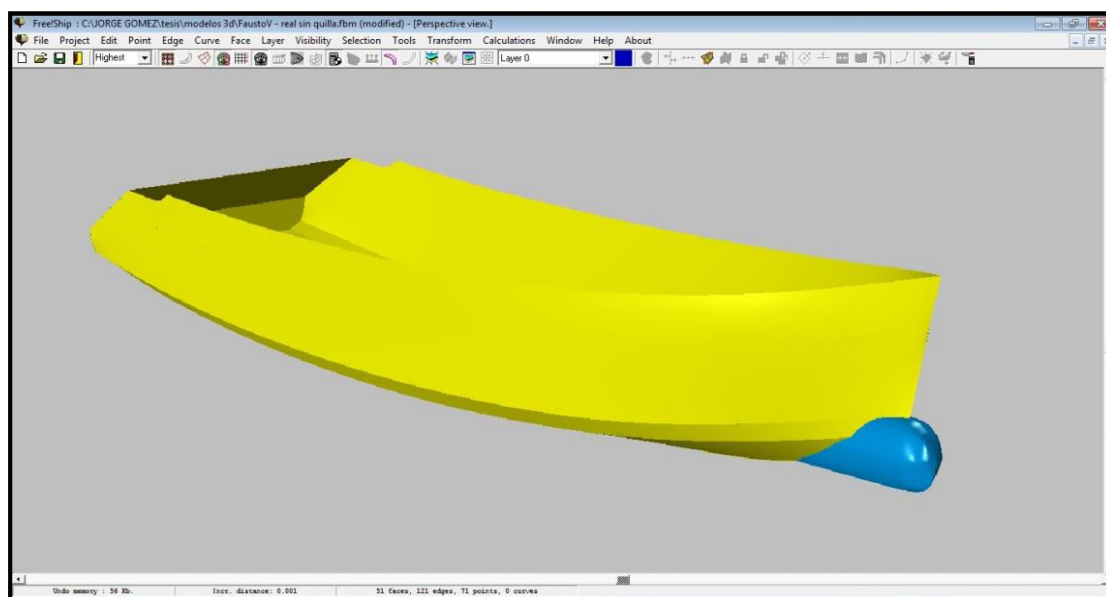 Free!Ship : C:\JORGE GOMEZ\tesis\modelos 3d\FaustoV - real sin quilla.fbm (modified) - [Perspective view.]
File Project Edit Point Edge Curve Face Layer Visibility Selection Tools Transform Calculations Window Help About
Highest Layer 0
Undo memory : 56 Kb. Incr. distance: 0.001 51 faces, 121 edges, 71 points, 0 curves